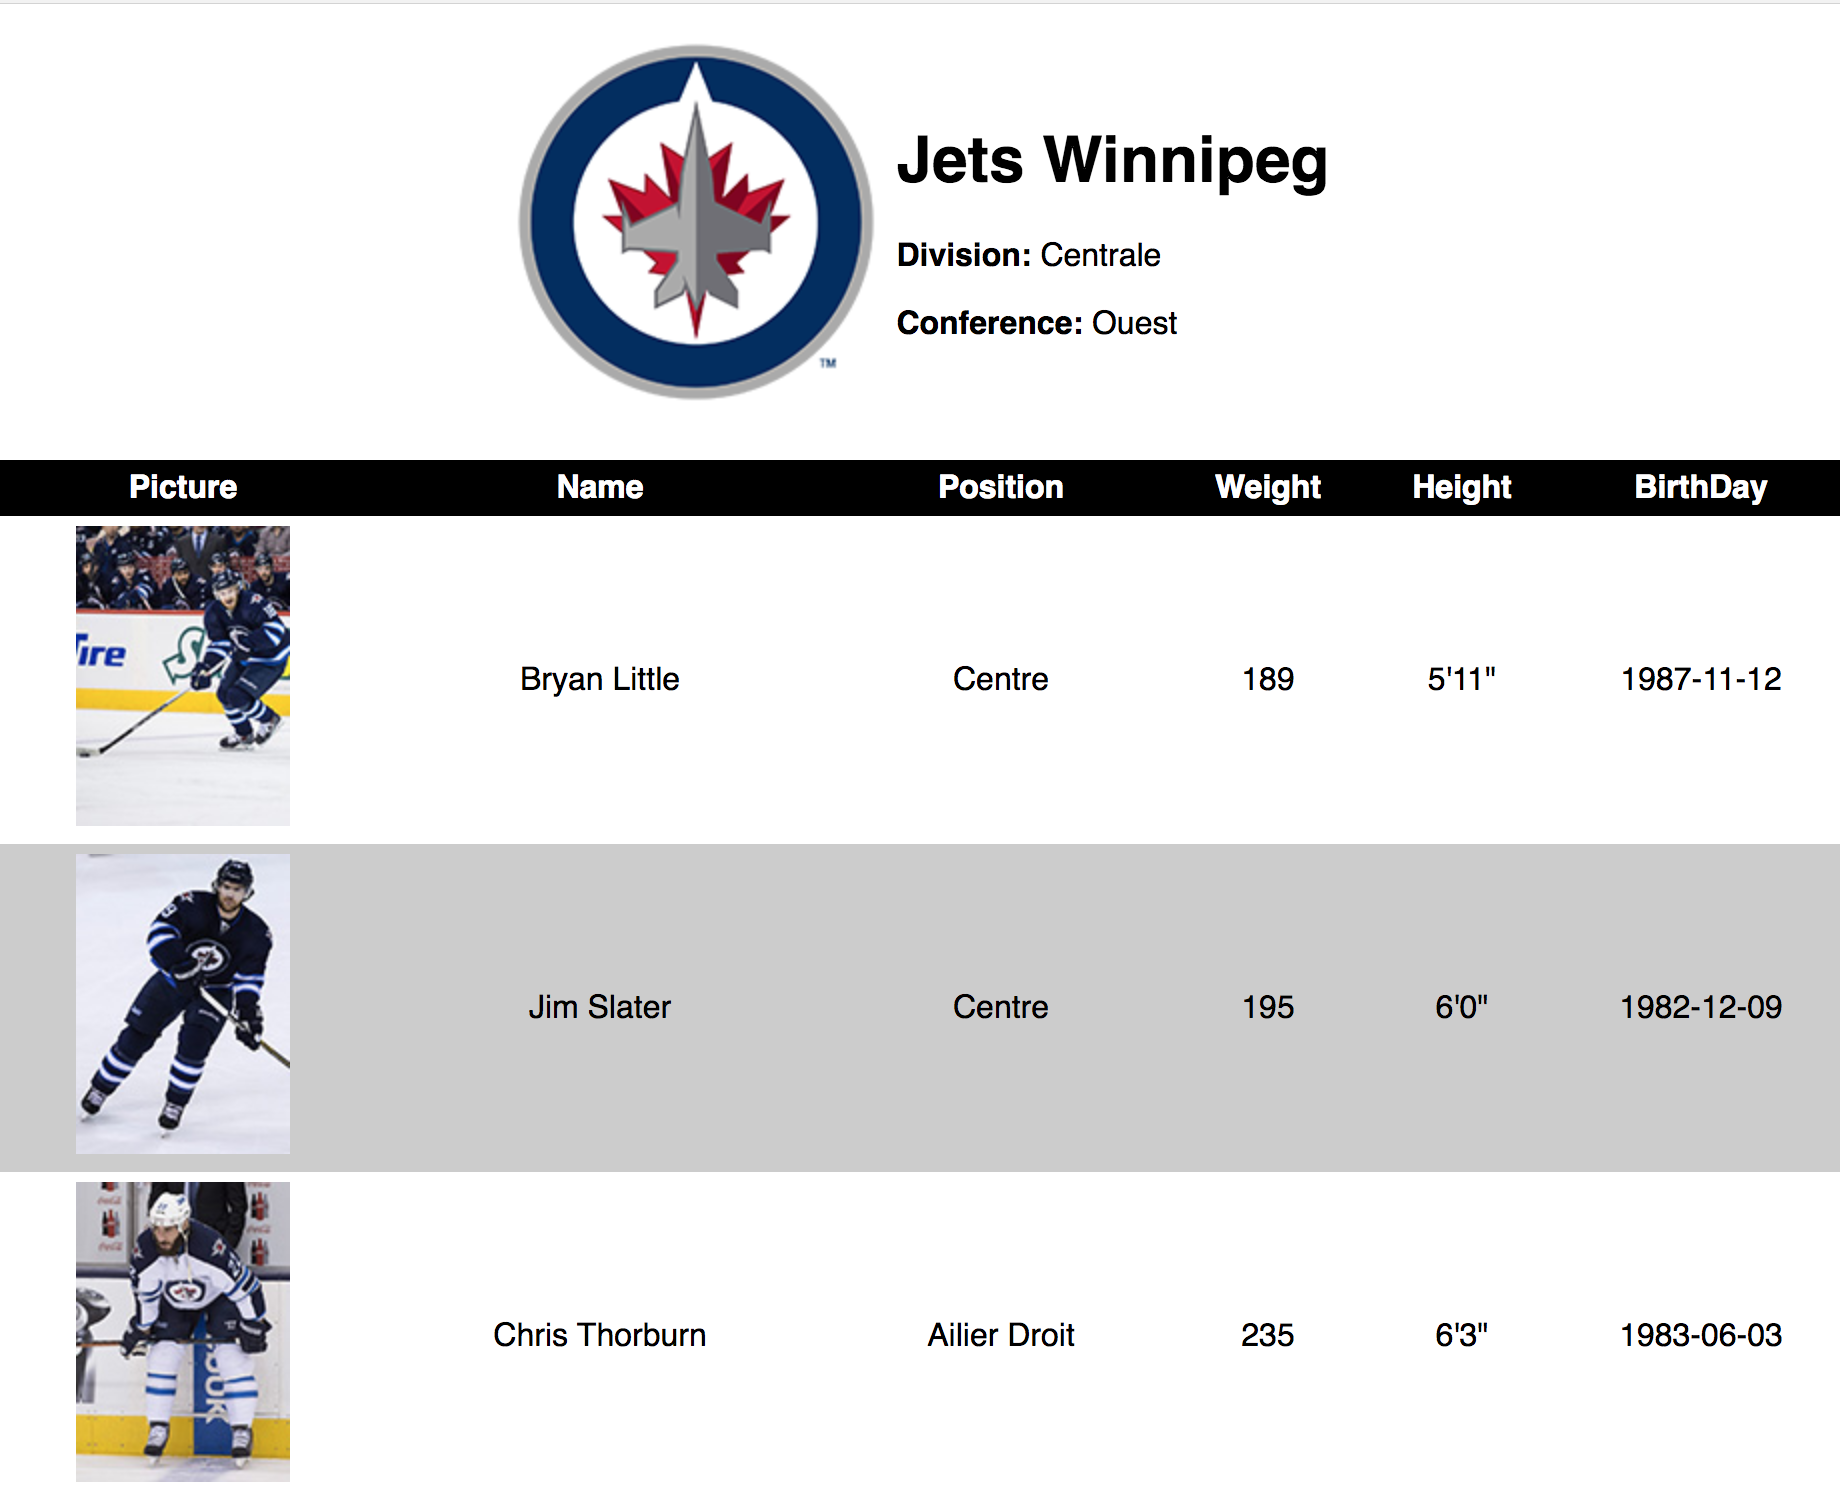 TM
Jets Winnipeg
Division: Centrale
Conference: Ouest
Picture Name Position Weight Height BirthDay
ire
Bryan Little Centre 189 5'11" 1987-11-12
Jim Slater Centre 195 6'0" 1982-12-09
Chris Thorburn Ailier Droit 235 6'3" 1983-06-03